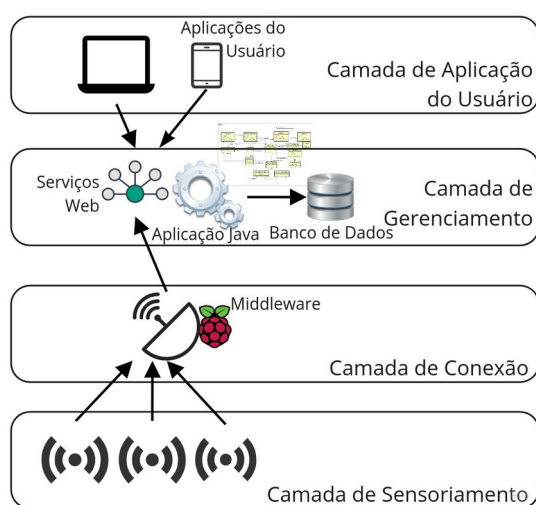 Aplicações do
Usuário
Camada de Aplicação
do Usuário
Serviços
Web
Aplicação Java
Banco de Dados
Camada de
Gerenciamento
Middleware
Camada de Conexão
Camada de Sensoriamento